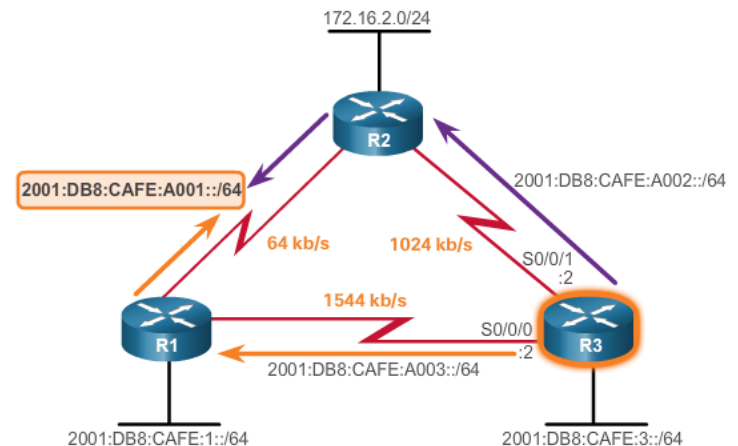 172.16.2.0/24
R2
2001:DB8:CAFE:A001::/64
2001:DB8:CAFE:A002::/64
64 kb/s
1024 kb/s
S0/0/1
:2
1544 kb/s
S0/0/0
:2
R1
R3
2001:DB8:CAFE:A003::/64
2001:DB8:CAFE:1::/64
2001:DB8:CAFE:3::/64